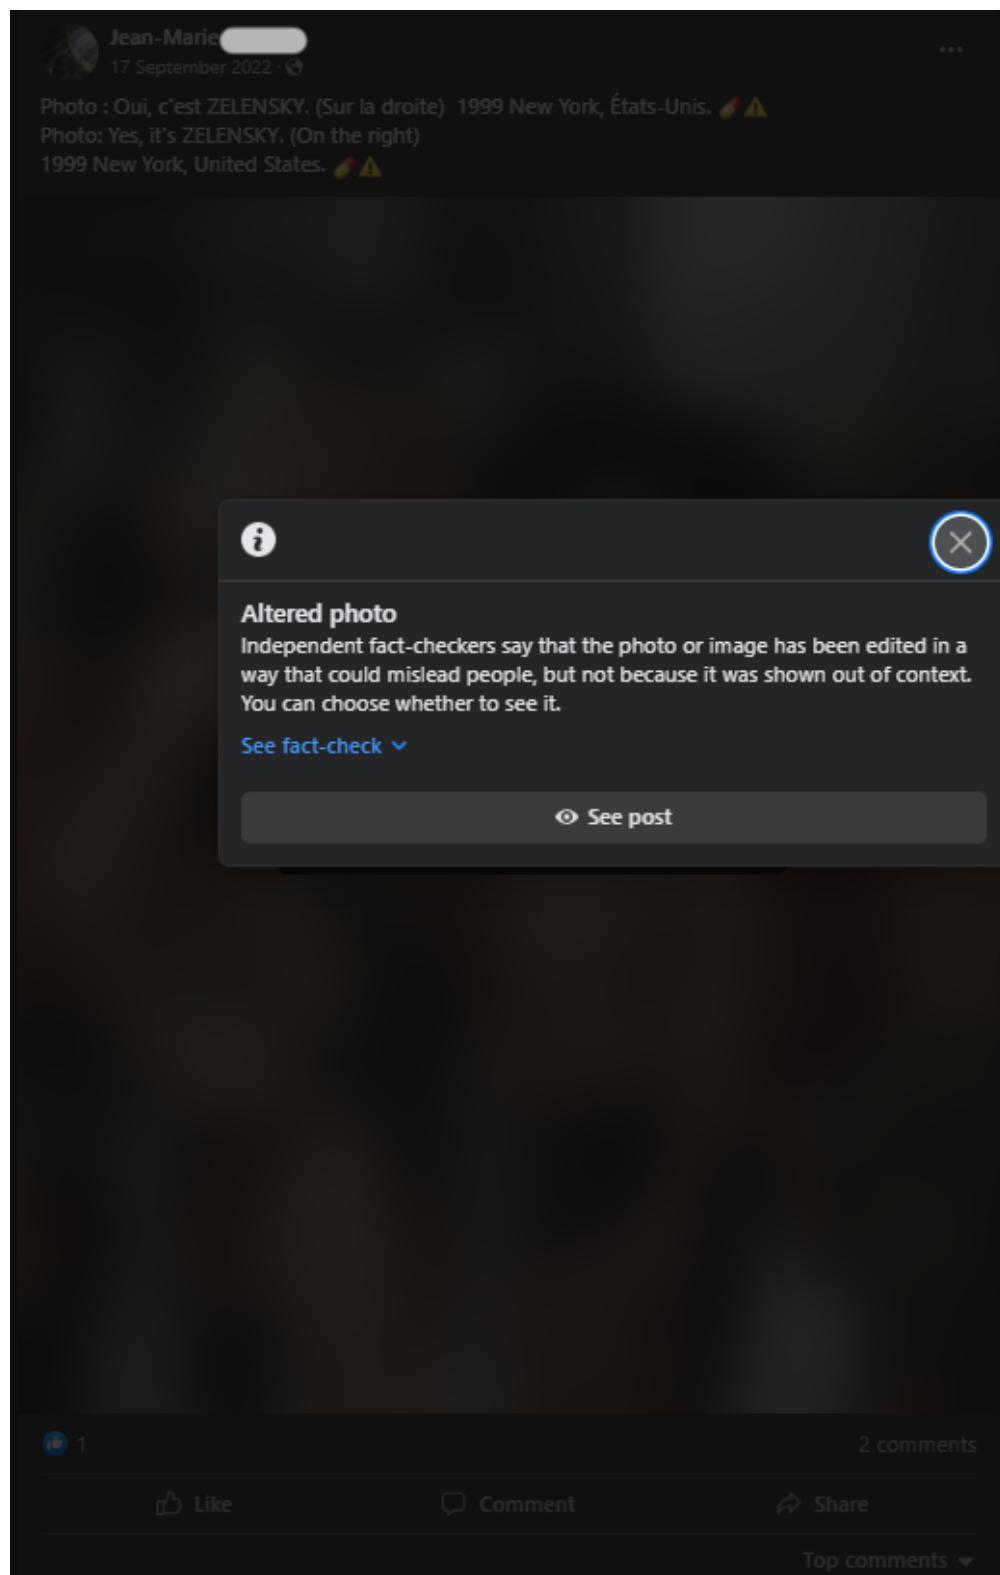 Jean-Marie
17 September 2022 ·
Photo : Oui, c'est ZELENSKY. (Sur la droite)  1999 New York, États-Unis. 💊⚠️
Photo: Yes, it's ZELENSKY. (On the right)
1999 New York, United States. 💊⚠️
Altered photo
Independent fact-checkers say that the photo or image has been edited in a
way that could mislead people, but not because it was shown out of context.
You can choose whether to see it.
See fact-check
See post
1
2 comments
Like
Comment
Share
Top comments